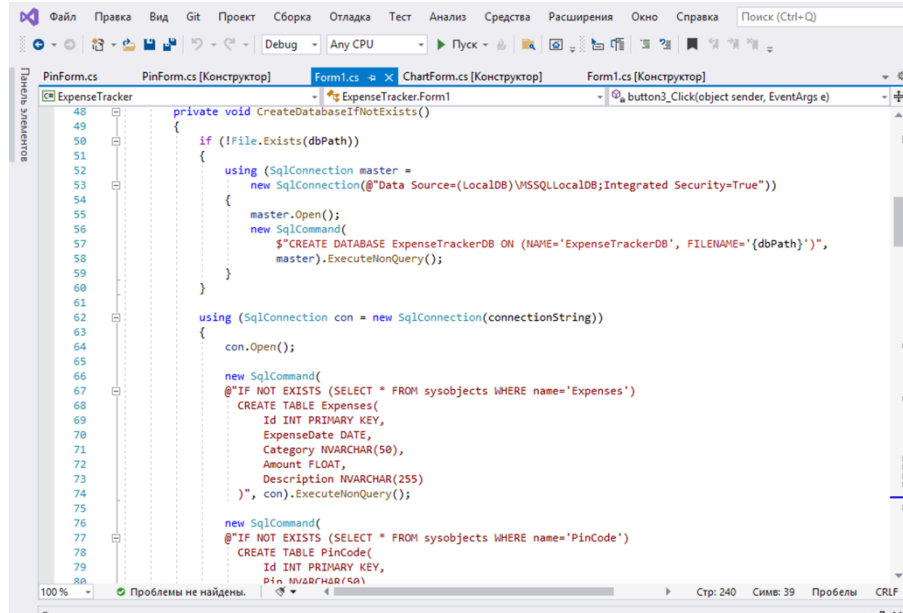 Файл Правка Вид Git Проект Сборка Отладка Тест Анализ Средства Расширения Окно Справка Поиск (Ctrl+Q)
Debug Any CPU Пуск
Панель элементов
PinForm.cs PinForm.cs [Конструктор] Form1.cs ChartForm.cs [Конструктор] Form1.cs [Конструктор]
C# ExpenseTracker ExpenseTracker.Form1 button3_Click(object sender, EventArgs e)
48 private void CreateDatabaseIfNotExists()
49 {
50 if (!File.Exists(dbPath))
51 {
52 using (SqlConnection master =
53 new SqlConnection(@"Data Source=(LocalDB)\MSSQLLocalDB;Integrated Security=True"))
54 {
55 master.Open();
56 new SqlCommand(
57 $"CREATE DATABASE ExpenseTrackerDB ON (NAME='ExpenseTrackerDB', FILENAME='{dbPath}')",
58 master).ExecuteNonQuery();
59 }
60 }
61
62 using (SqlConnection con = new SqlConnection(connectionString))
63 {
64 con.Open();
65
66 new SqlCommand(
67 @"IF NOT EXISTS (SELECT * FROM sysobjects WHERE name='Expenses')
68 CREATE TABLE Expenses(
69 Id INT PRIMARY KEY,
70 ExpenseDate DATE,
71 Category NVARCHAR(50),
72 Amount FLOAT,
73 Description NVARCHAR(255)
74 )", con).ExecuteNonQuery();
75
76 new SqlCommand(
77 @"IF NOT EXISTS (SELECT * FROM sysobjects WHERE name='PinCode')
78 CREATE TABLE PinCode(
79 Id INT PRIMARY KEY,
80 Pin NVARCHAR(50)
100 % Проблемы не найдены. Стр: 240 Симв: 39 Пробелы CRLF